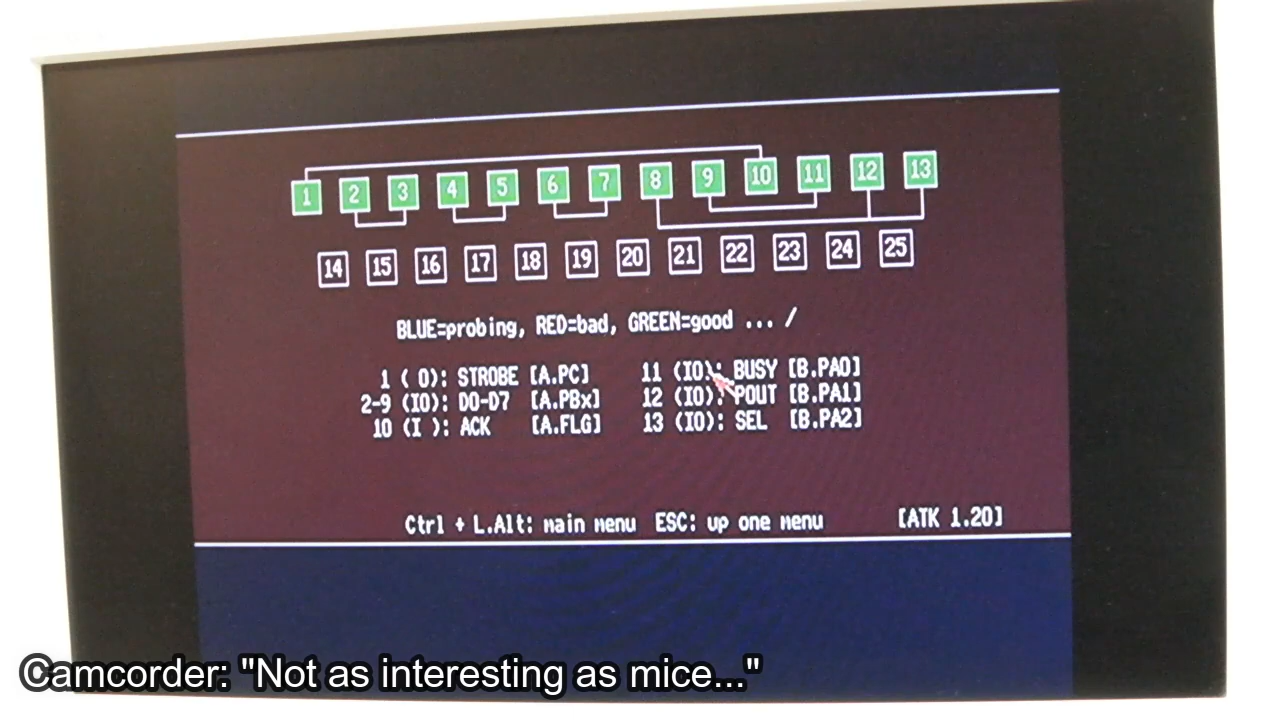 1 2 3 4 5 6 7 8 9 10 11 12 13
14 15 16 17 18 19 20 21 22 23 24 25
BLUE=probing, RED=bad, GREEN=good ... /
1 ( O): STROBE [A.PC] 11 (IO): BUSY [B.PA0]
2-9 (IO): D0-D7 [A.PBx] 12 (IO): POUT [B.PA1]
10 (I ): ACK [A.FLG] 13 (IO): SEL [B.PA2]
Ctrl + L.Alt: main menu ESC: up one menu [ATK 1.20]
Camcorder: "Not as interesting as mice..."